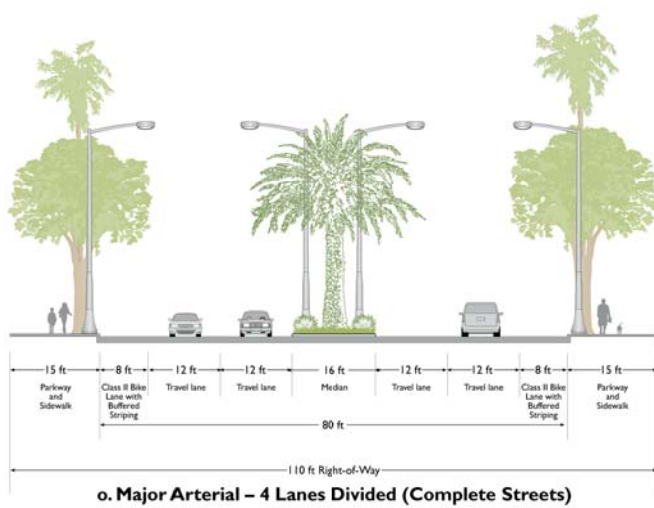 15 ft 8 ft 12 ft 12 ft 16 ft 12 ft 12 ft 8 ft 15 ft
Parkway and Sidewalk
Class II Bike Lane with Buffered Striping
Travel lane
Travel lane
Median
Travel lane
Travel lane
Class II Bike Lane with Buffered Striping
Parkway and Sidewalk
80 ft
110 ft Right-of-Way
o. Major Arterial – 4 Lanes Divided (Complete Streets)